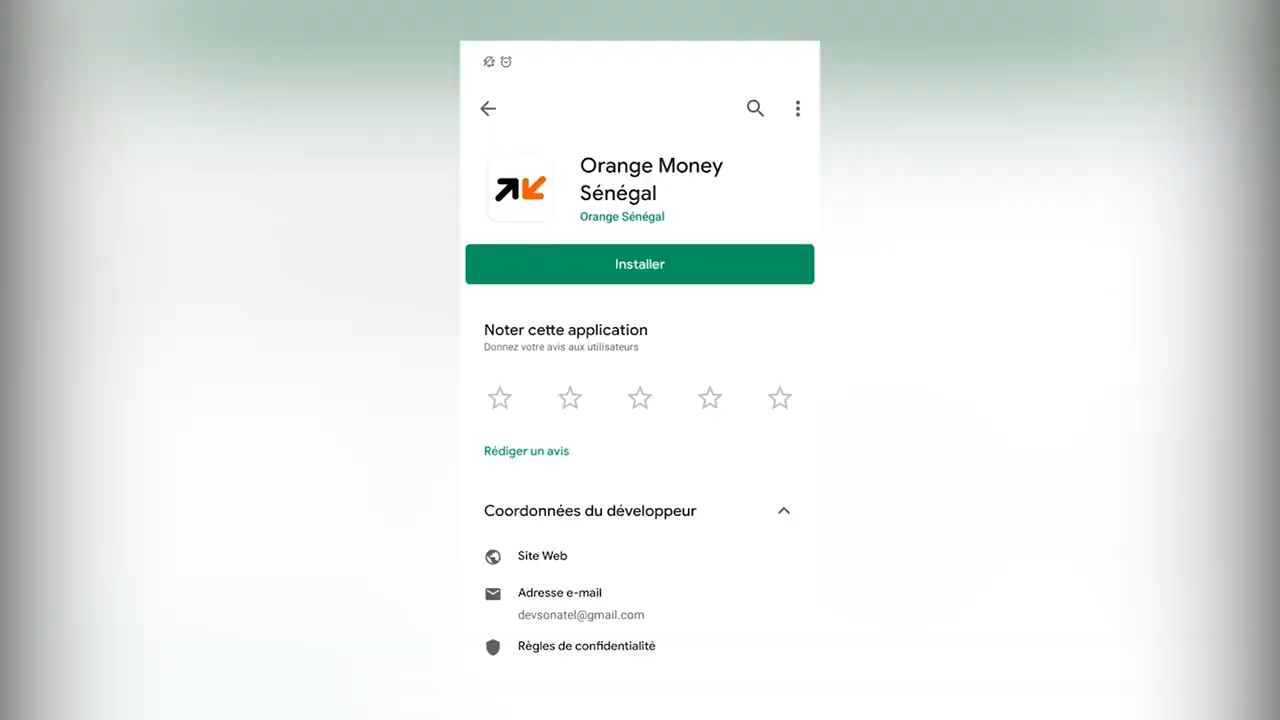 Orange Money
Sénégal
Orange Sénégal
Installer
Noter cette application
Donnez votre avis aux utilisateurs
Rédiger un avis
Coordonnées du développeur
Site Web
Adresse e-mail
devsonatel@gmail.com
Règles de confidentialité